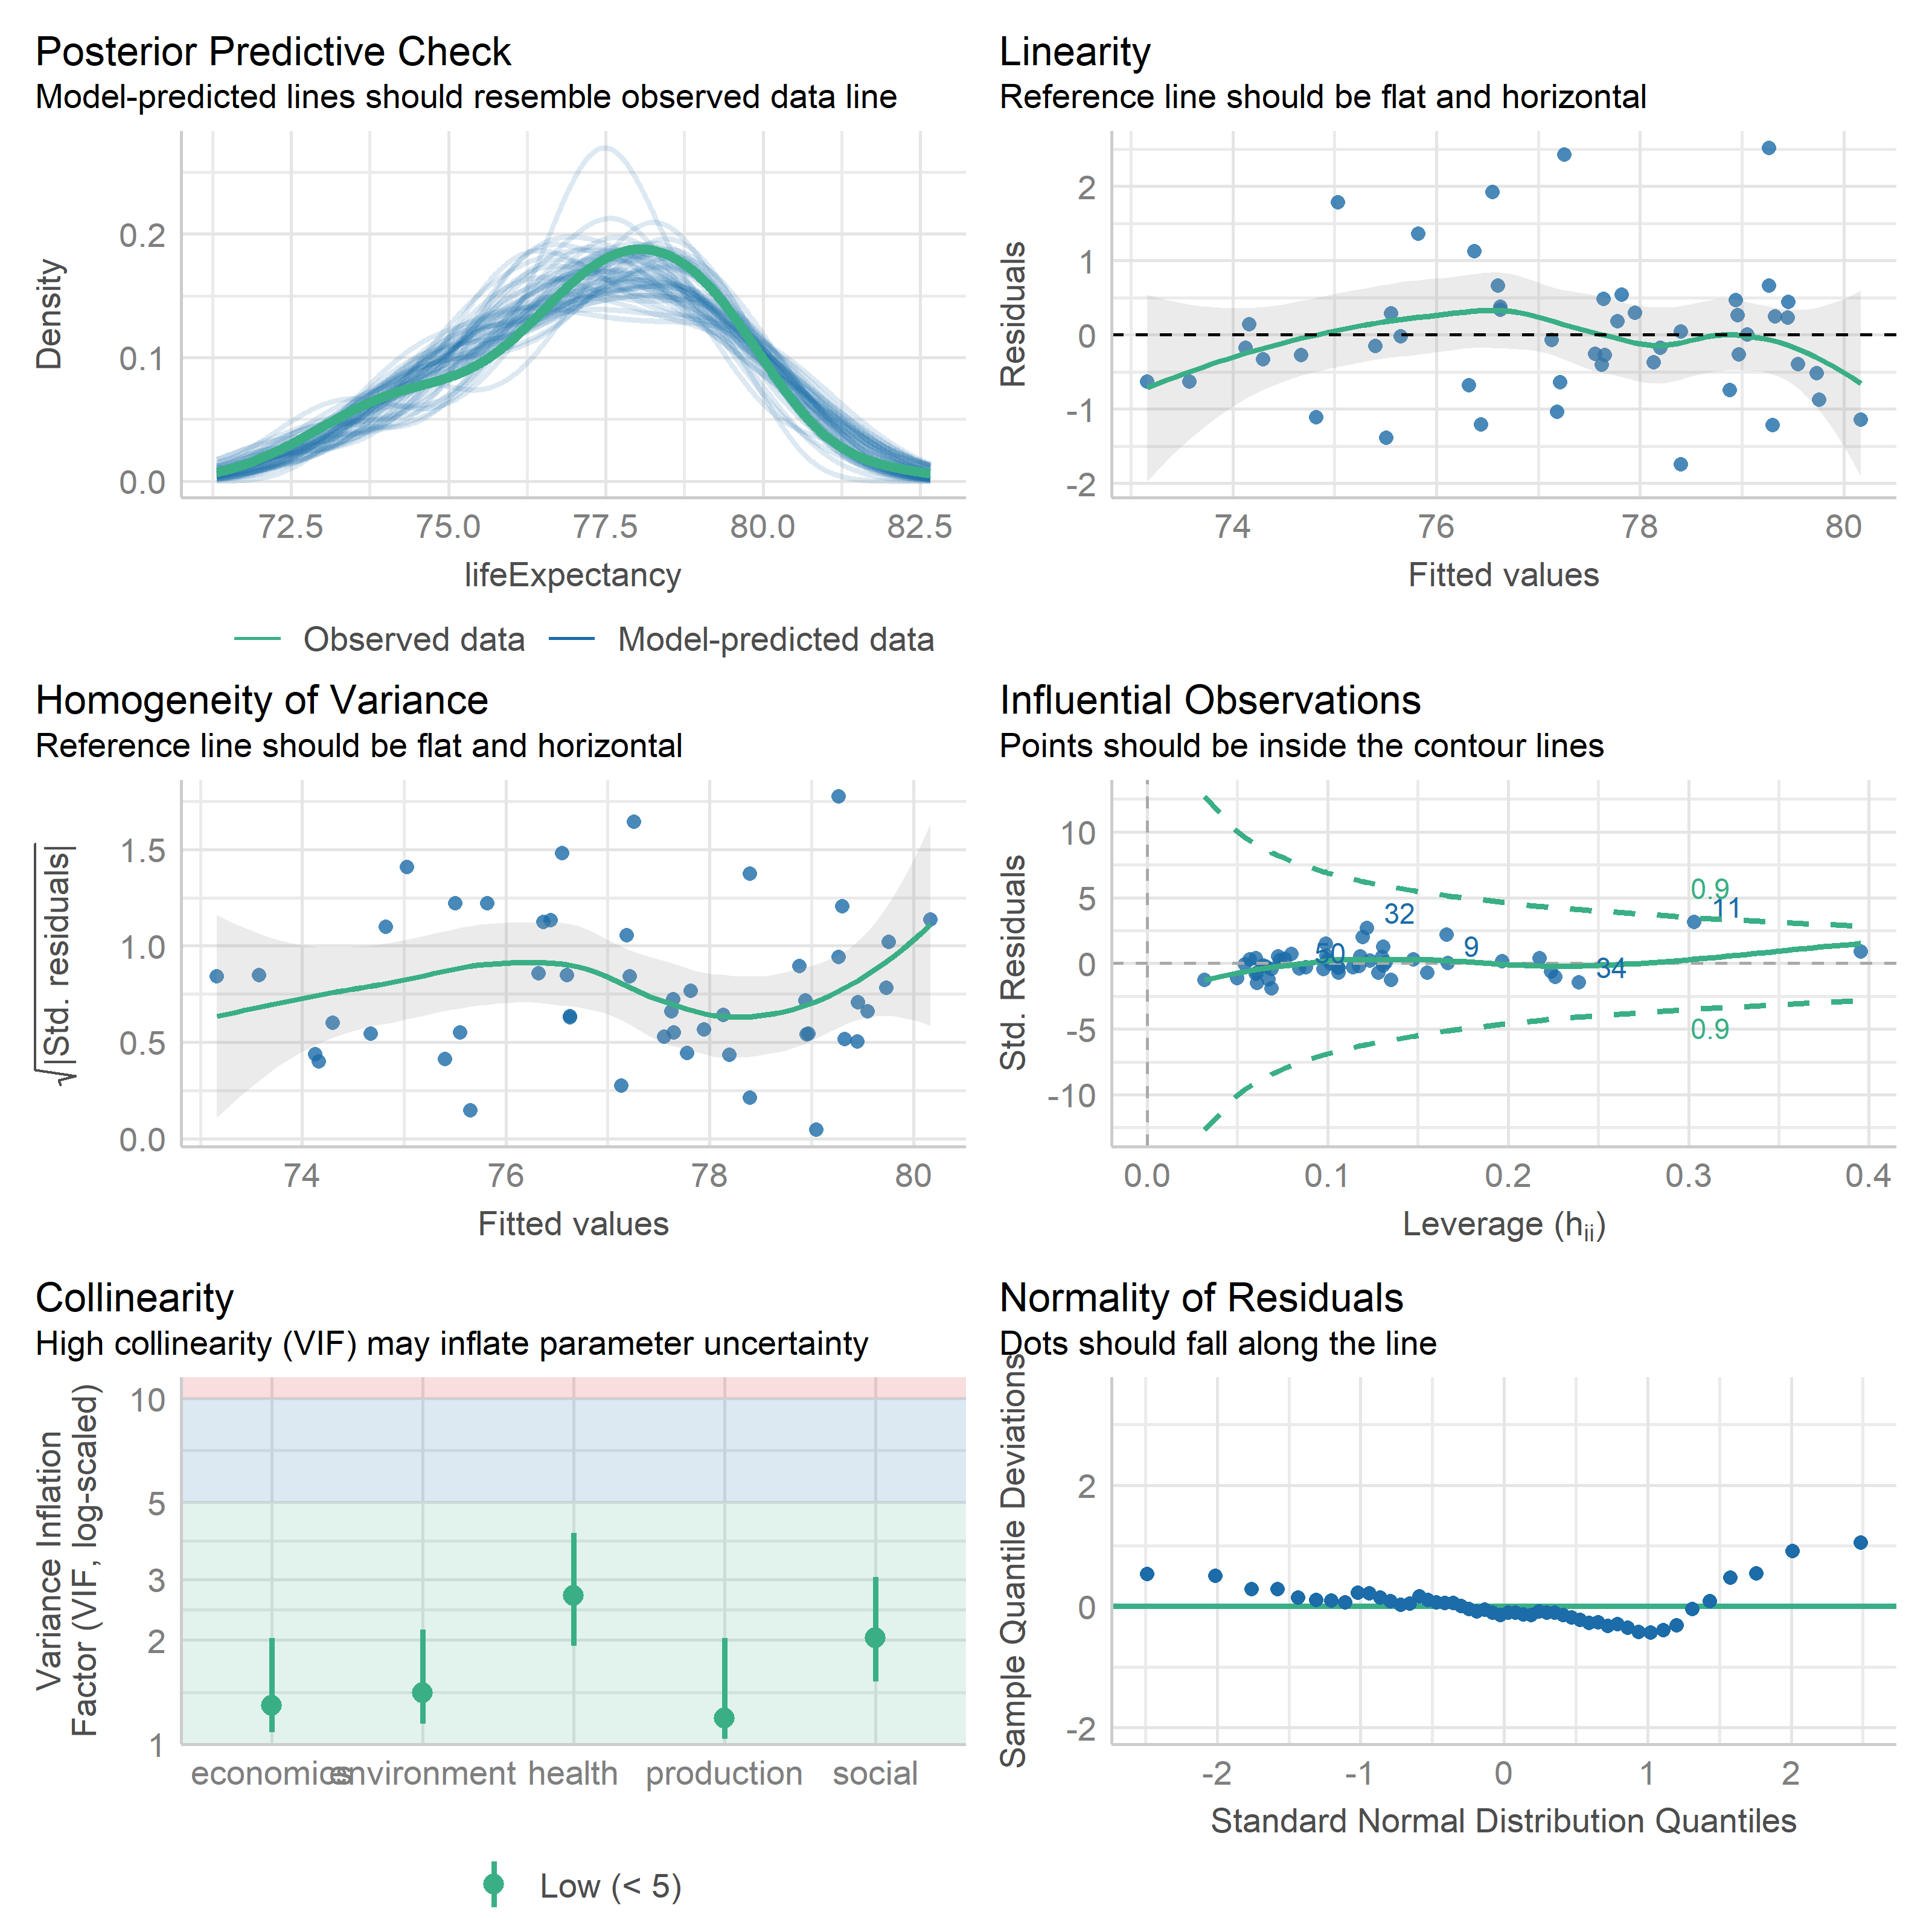 Posterior Predictive Check
Model-predicted lines should resemble observed data line
Density
0.2
0.1
0.0
72.5 75.0 77.5 80.0 82.5
lifeExpectancy
Observed data Model-predicted data
Linearity
Reference line should be flat and horizontal
Residuals
2
1
0
-1
-2
74 76 78 80
Fitted values
Homogeneity of Variance
Reference line should be flat and horizontal
√|Std. residuals|
1.5
1.0
0.5
0.0
74 76 78 80
Fitted values
Influential Observations
Points should be inside the contour lines
Std. Residuals
10
5
0
-5
-10
0.9
11
32
50
9
34
0.9
0.0 0.1 0.2 0.3 0.4
Leverage (hii)
Collinearity
High collinearity (VIF) may inflate parameter uncertainty
Variance Inflation
Factor (VIF, log-scaled)
10
5
3
2
1
economics environment health production social
Low (< 5)
Normality of Residuals
Dots should fall along the line
Sample Quantile Deviations
2
0
-2
-2 -1 0 1 2
Standard Normal Distribution Quantiles